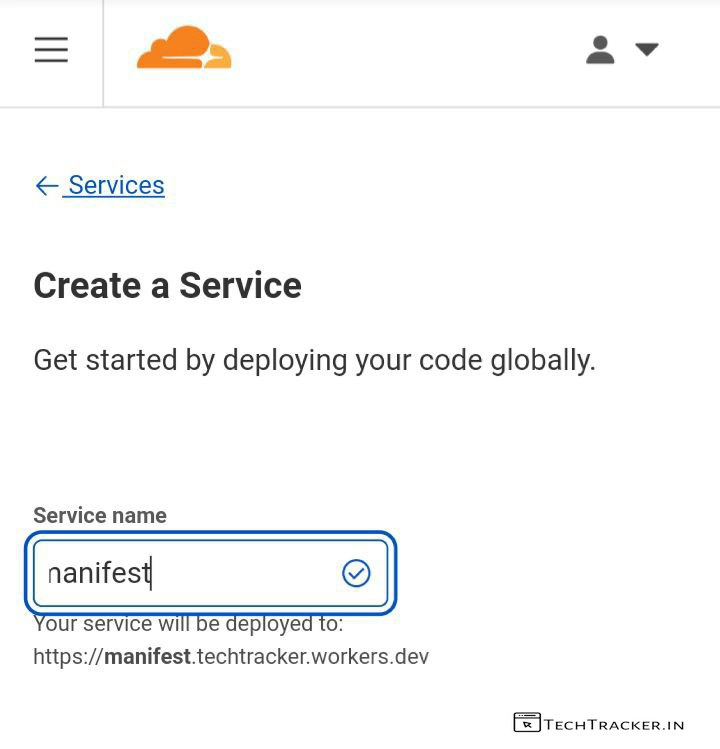 ← Services
Create a Service
Get started by deploying your code globally.
Service name
manifest
Your service will be deployed to:
https://manifest.techtracker.workers.dev
TECHTRACKER.IN